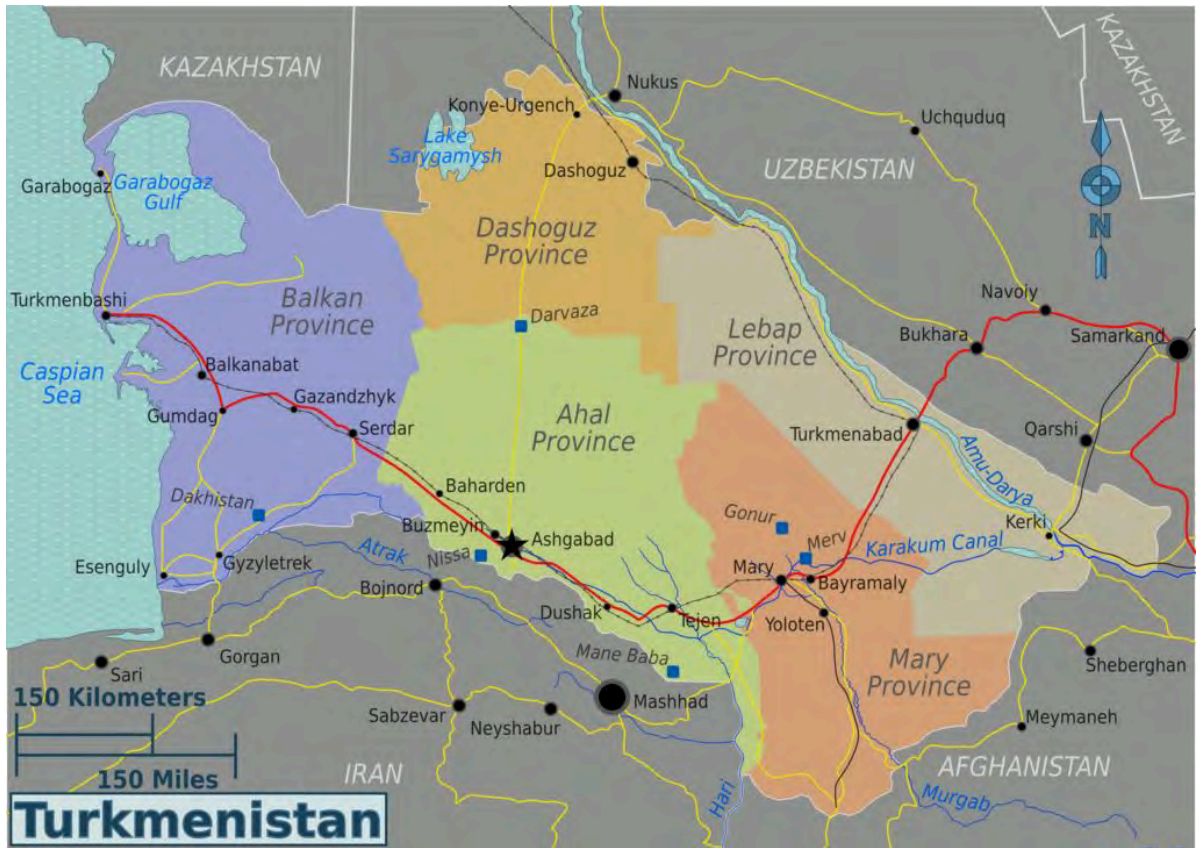 KAZAKHSTAN
KAZAKHSTAN
Nukus
Konye-Urgench
Uchquduq
Lake
Sarygamysh
Dashoguz
UZBEKISTAN
Garabogaz
Garabogaz
Gulf
N
Dashoguz
Province
Turkmenbashi
Balkan
Province
Darvaza
Navoiy
Lebap
Province
Bukhara
Samarkand
Caspian
Sea
Balkanabat
Gazandzhyk
Gumdag
Serdar
Ahal
Province
Turkmenabad
Qarshi
Amu-Darya
Baharden
Dakhistan
Gonur
Kerki
Buzmeyin
Ashgabad
Merv
Karakum Canal
Atrak
Nissa
Esenguly
Gyzyletrek
Mary
Bayramaly
Bojnord
Dushak
Tejen
Yoloten
Gorgan
Mane Baba
Sheberghan
Sari
Mary
Province
150 Kilometers
Mashhad
Sabzevar
Neyshabur
Meymaneh
150 Miles
IRAN
AFGHANISTAN
Hari
Murgab
Turkmenistan